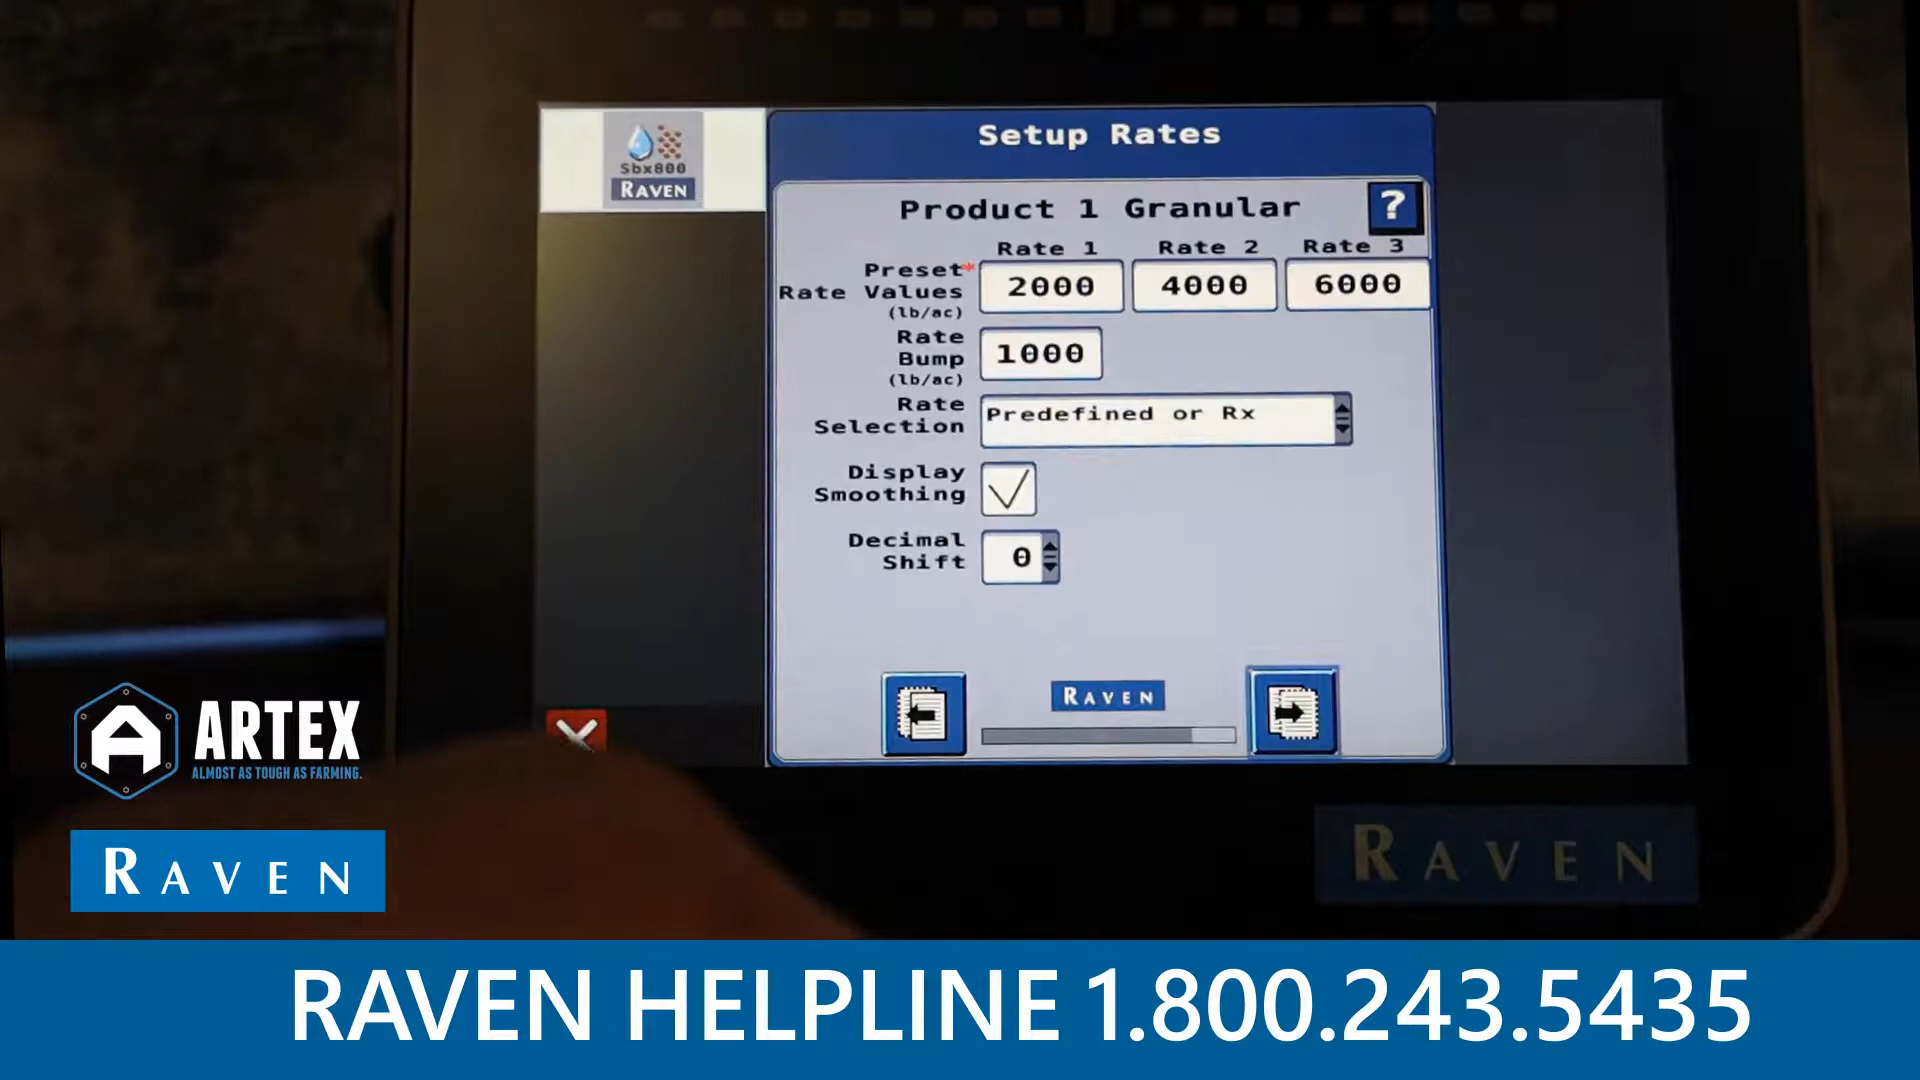 Sbx800
RAVEN
Setup Rates
Product 1 Granular
?
Rate 1 Rate 2 Rate 3
Preset*
Rate Values
(lb/ac)
2000 4000 6000
Rate
Bump
(lb/ac)
1000
Rate
Selection
Predefined or Rx
Display
Smoothing
Decimal
Shift
0
RAVEN
ARTEX
ALMOST AS TOUGH AS FARMING.
RAVEN
RAVEN
RAVEN HELPLINE 1.800.243.5435